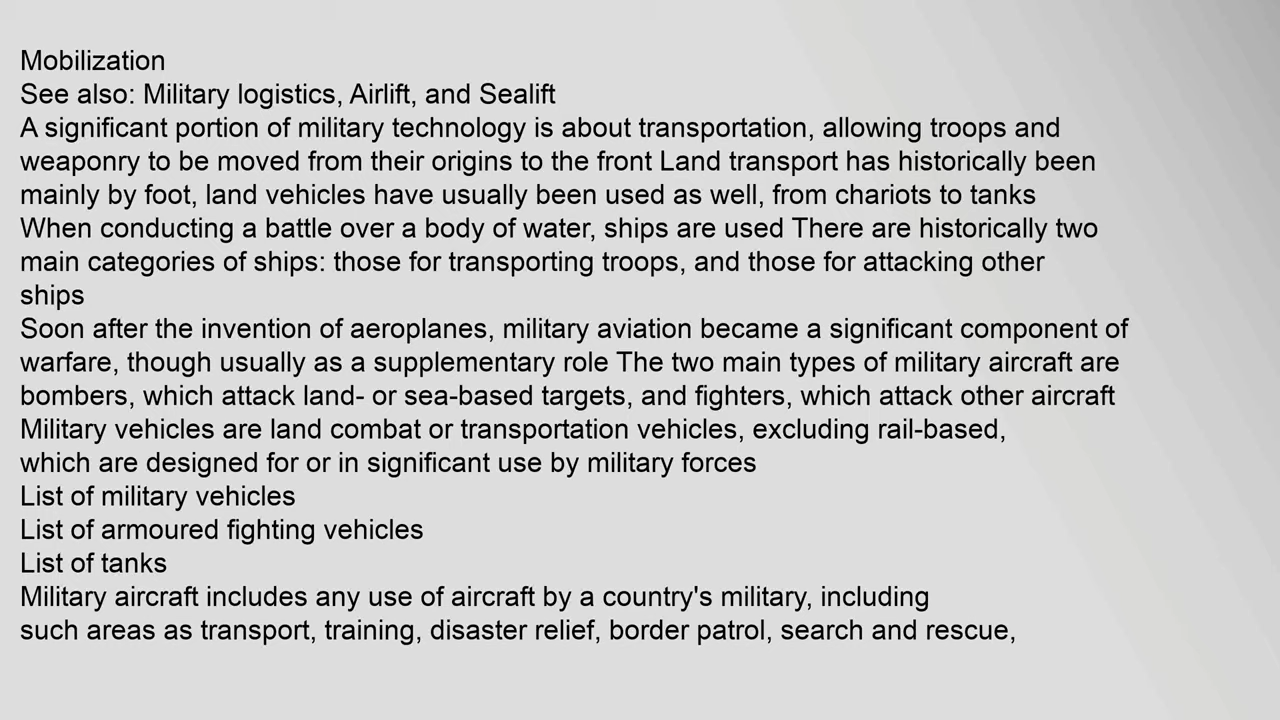 Mobilization
See also: Military logistics, Airlift, and Sealift
A significant portion of military technology is about transportation, allowing troops and
weaponry to be moved from their origins to the front Land transport has historically been
mainly by foot, land vehicles have usually been used as well, from chariots to tanks
When conducting a battle over a body of water, ships are used There are historically two
main categories of ships: those for transporting troops, and those for attacking other
ships
Soon after the invention of aeroplanes, military aviation became a significant component of
warfare, though usually as a supplementary role The two main types of military aircraft are
bombers, which attack land- or sea-based targets, and fighters, which attack other aircraft
Military vehicles are land combat or transportation vehicles, excluding rail-based,
which are designed for or in significant use by military forces
List of military vehicles
List of armoured fighting vehicles
List of tanks
Military aircraft includes any use of aircraft by a country's military, including
such areas as transport, training, disaster relief, border patrol, search and rescue,